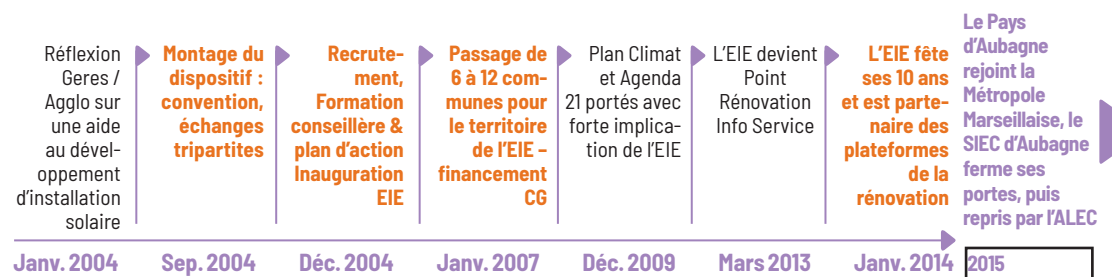 Réflexion
Geres /
Agglo sur
une aide
au dével-
oppement
d'installation
solaire
Montage du
dispositif :
convention,
échanges
tripartites
Recrute-
ment,
Formation
conseillère &
plan d'action
Inauguration
EIE
Passage de
6 à 12 com-
munes pour
le territoire
de l'EIE –
financement
CG
Plan Climat
et Agenda
21 portés avec
forte implica-
tion de l'EIE
L'EIE devient
Point
Rénovation
Info Service
L'EIE fête
ses 10 ans
et est parte-
naire des
plateformes
de la
rénovation
Le Pays
d'Aubagne
rejoint la
Métropole
Marseillaise, le
SIEC d'Aubagne
ferme ses
portes, puis
repris par l'ALEC
Janv. 2004
Sep. 2004
Déc. 2004
Janv. 2007
Déc. 2009
Mars 2013
Janv. 2014
2015